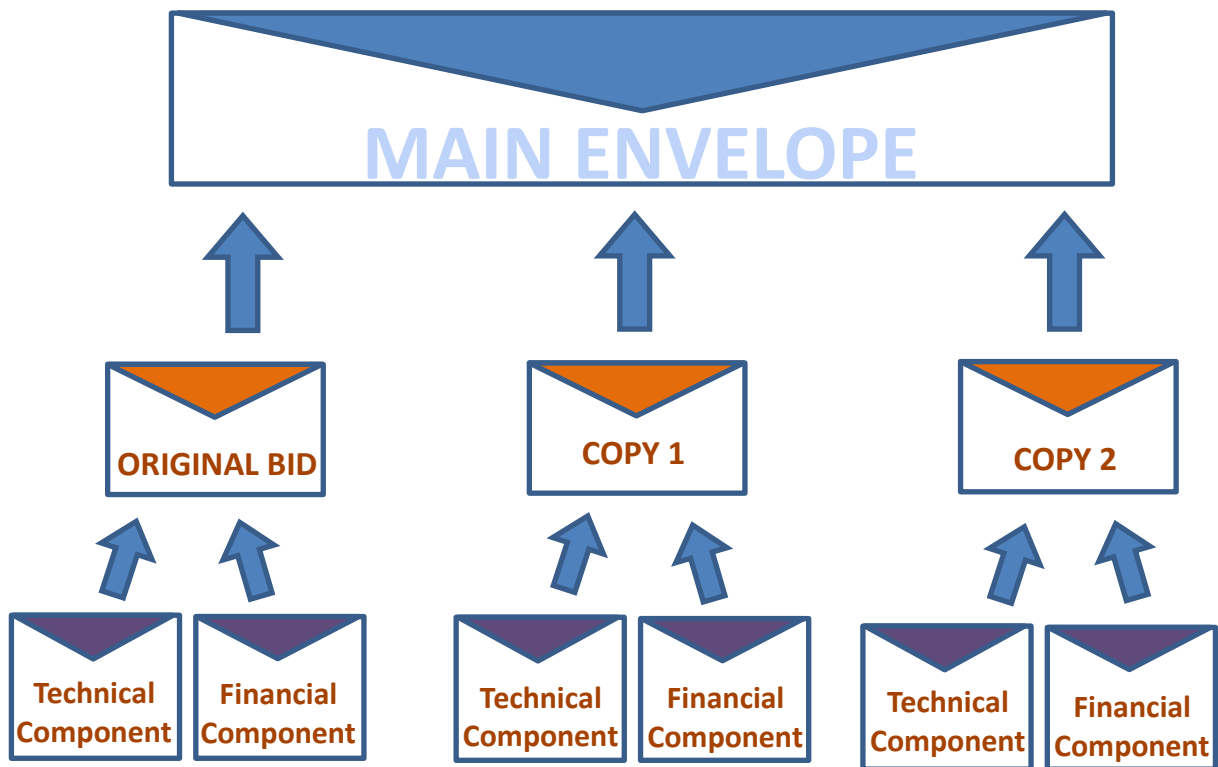 MAIN ENVELOPE
ORIGINAL BID
COPY 1
COPY 2
Technical
Component
Financial
Component
Technical
Component
Financial
Component
Technical
Component
Financial
Component